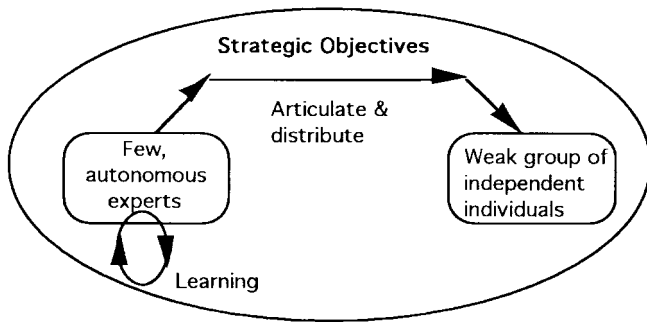 Strategic Objectives
Articulate &
distribute
Few,
autonomous
experts
Weak group of
independent
individuals
Learning